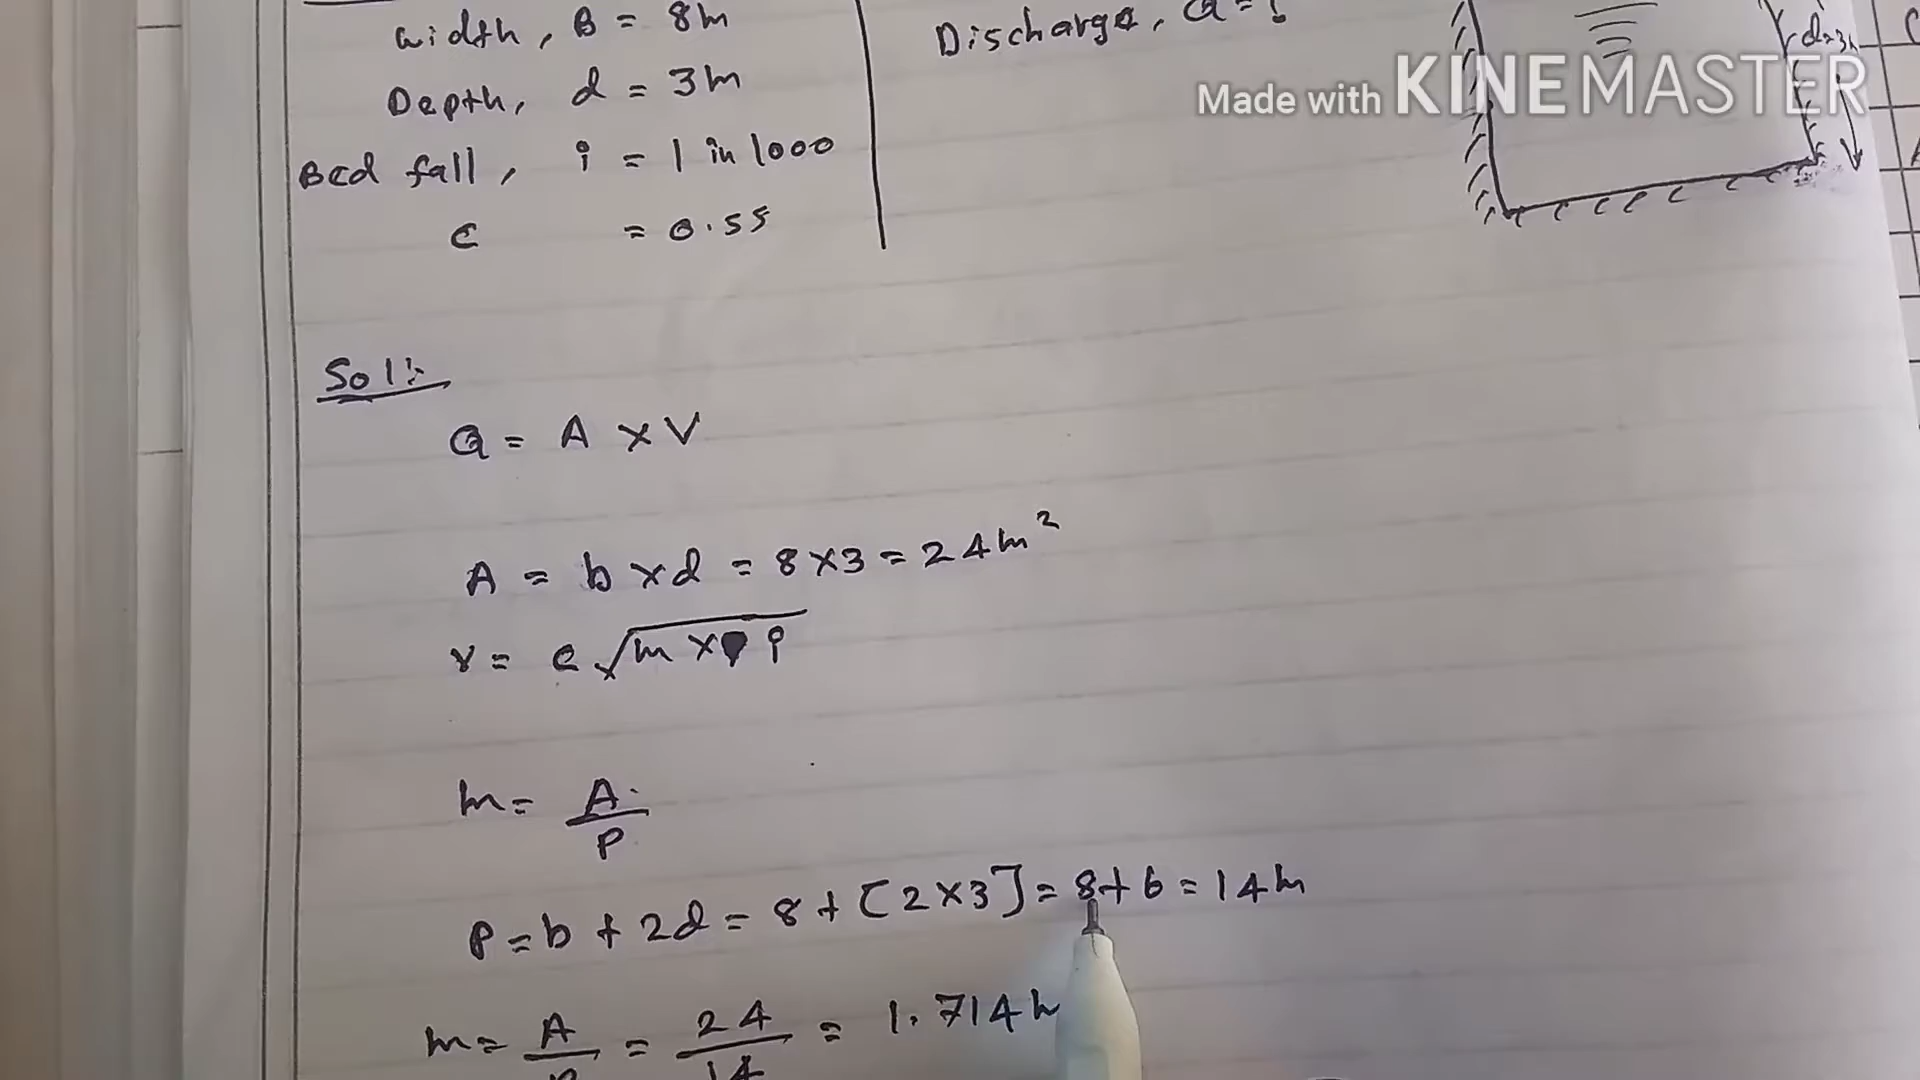 Width, B = 8m
Discharge, Q = ?
Depth, d = 3m
d=3m
Made with KINEMASTER
Bed fall, i = 1 in 1000
C = 0.55
Sol:
Q = A × V
A = b × d = 8×3 = 24m²
V = C √m × i
m = A/P
P = b + 2d = 8 + [2×3] = 8+6 = 14m
m = A/P = 24/14 = 1.714m